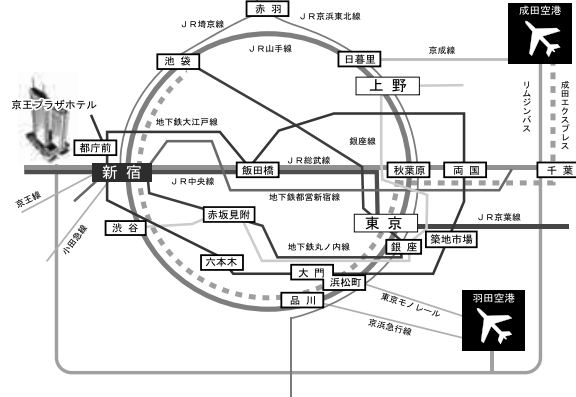 赤羽
成田空港
JR埼京線
JR京浜東北線
JR山手線
池袋
日暮里
京成線
上野
京王プラザホテル
リムジンバス
成田エクスプレス
地下鉄大江戸線
都庁前
銀座線
新宿
飯田橋
JR総武線
秋葉原
両国
千葉
JR中央線
京王線
地下鉄都営新宿線
小田急線
渋谷
赤坂見附
東京
JR京葉線
地下鉄丸ノ内線
銀座
築地市場
六本木
大門
浜松町
品川
東京モノレール
羽田空港
京浜急行線